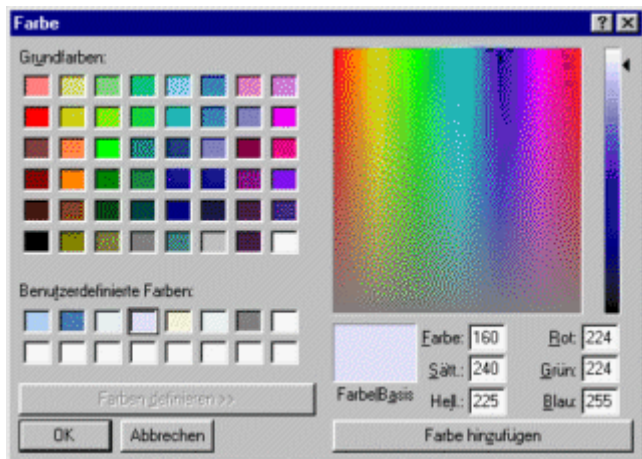 Farbe
Grundfarben:
Benutzerdefinierte Farben:
Farben definieren >>
OK
Abbrechen
Farbe|Basis
Farbe: 160
Sätt.: 240
Hell.: 225
Rot: 224
Grün: 224
Blau: 255
Farbe hinzufügen